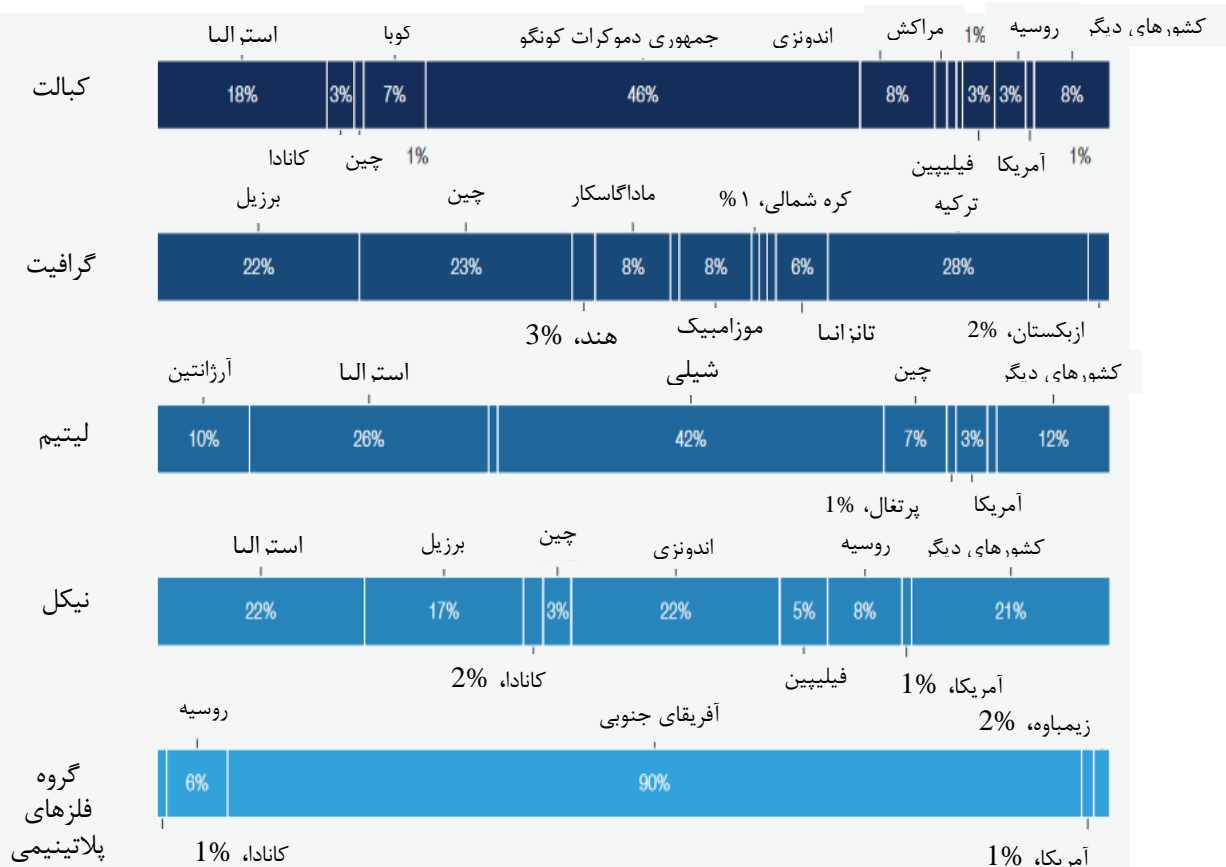 استرالیا کوبا جمهوری دموکرات کونگو اندونزی مراکش 1% روسیه کشورهای دیگر
کبالت
18% 3% 7% 46% 8% 3% 3% 8%
کانادا چین 1% فیلیپین آمریکا 1%
برزیل چین ماداگاسکار کره شمالی، ۱% ترکیه
گرافیت
22% 23% 8% 8% 6% 28%
هند، 3% موزامبیک تانزانیا ازبکستان، 2%
آرژانتین استرالیا شیلی چین کشورهای دیگر
لیتیم
10% 26% 42% 7% 3% 12%
پرتغال، 1% آمریکا
استرالیا برزیل چین اندونزی روسیه کشورهای دیگر
نیکل
22% 17% 3% 22% 5% 8% 21%
کانادا، 2% فیلیپین آمریکا، 1%
روسیه آفریقای جنوبی زیمباوه، 2%
گروه
فلزهای
پلاتینیمی
6% 90%
کانادا، 1% آمریکا، 1%